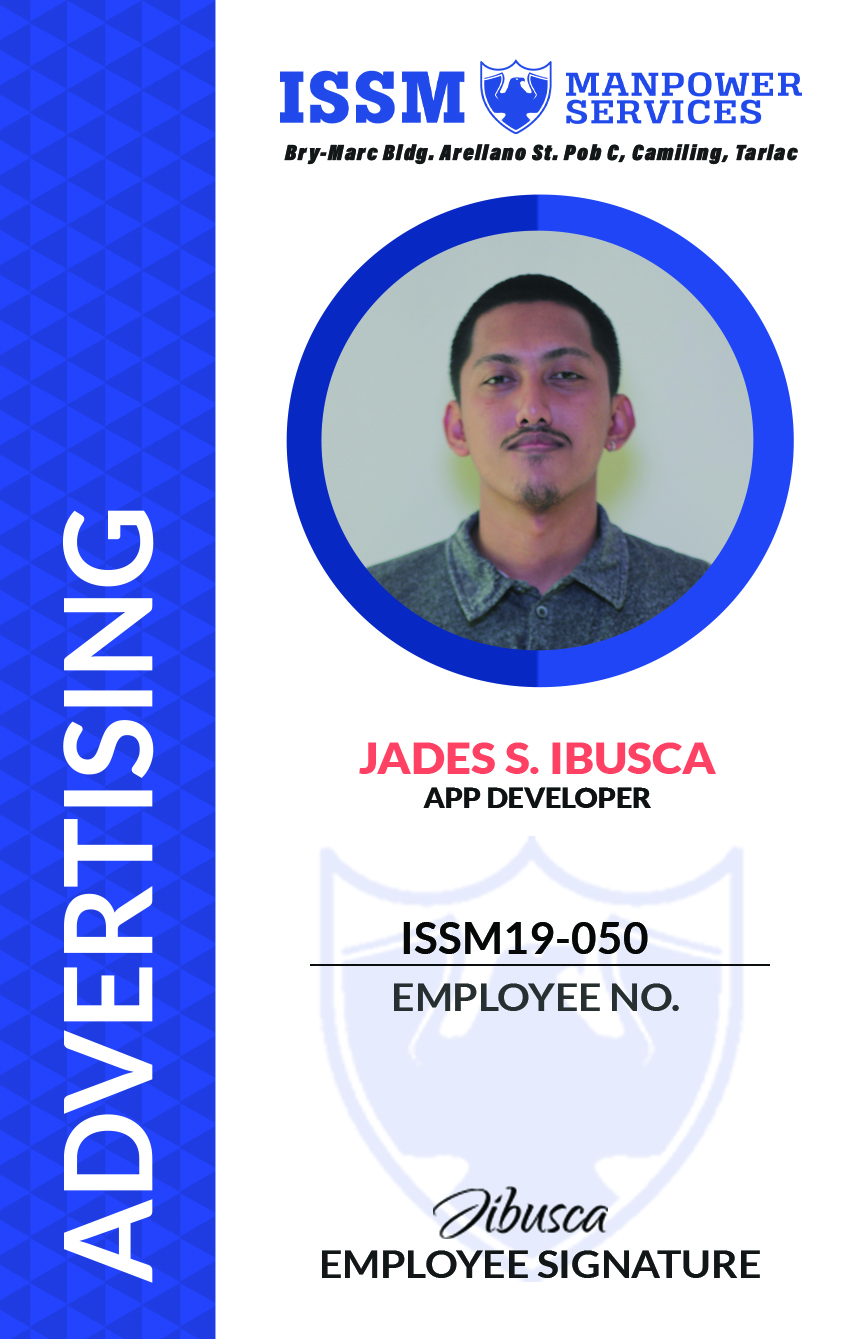 ISSM MANPOWER
SERVICES
Bry-Marc Bldg. Arellano St. Pob C, Camiling, Tarlac
ADVERTISING
JADES S. IBUSCA
APP DEVELOPER
ISSM19-050
EMPLOYEE NO.
Jibusca
EMPLOYEE SIGNATURE